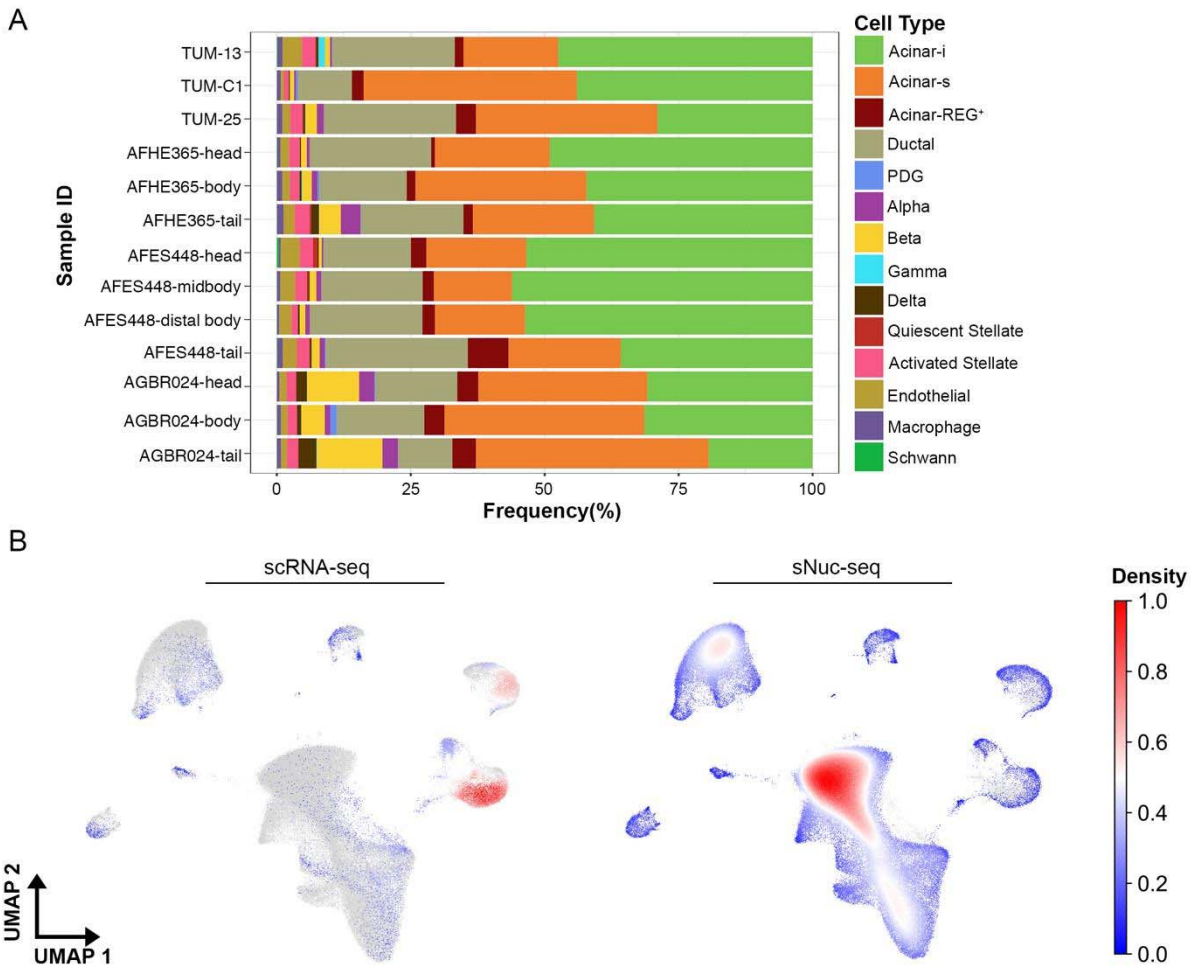 A
Sample ID
TUM-13
TUM-C1
TUM-25
AFHE365-head
AFHE365-body
AFHE365-tail
AFES448-head
AFES448-midbody
AFES448-distal body
AFES448-tail
AGBR024-head
AGBR024-body
AGBR024-tail
0 25 50 75 100
Frequency(%)
Cell Type
Acinar-i
Acinar-s
Acinar-REG⁺
Ductal
PDG
Alpha
Beta
Gamma
Delta
Quiescent Stellate
Activated Stellate
Endothelial
Macrophage
Schwann
B
scRNA-seq
sNuc-seq
Density
1.0
0.8
0.6
0.4
0.2
0.0
UMAP 2
UMAP 1